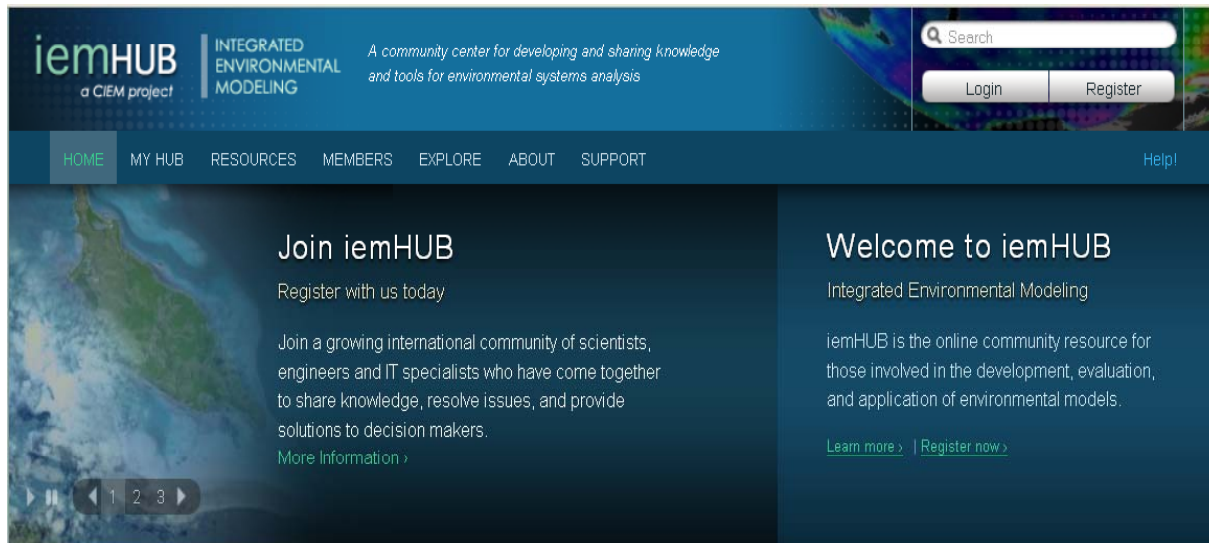 iemHUB
a CIEM project
INTEGRATED
ENVIRONMENTAL
MODELING
A community center for developing and sharing knowledge
and tools for environmental systems analysis
Search
Login
Register
HOME MY HUB RESOURCES MEMBERS EXPLORE ABOUT SUPPORT
Help!
Join iemHUB
Register with us today
Join a growing international community of scientists,
engineers and IT specialists who have come together
to share knowledge, resolve issues, and provide
solutions to decision makers.
More Information ›
1 2 3
Welcome to iemHUB
Integrated Environmental Modeling
iemHUB is the online community resource for
those involved in the development, evaluation,
and application of environmental models.
Learn more › | Register now ›